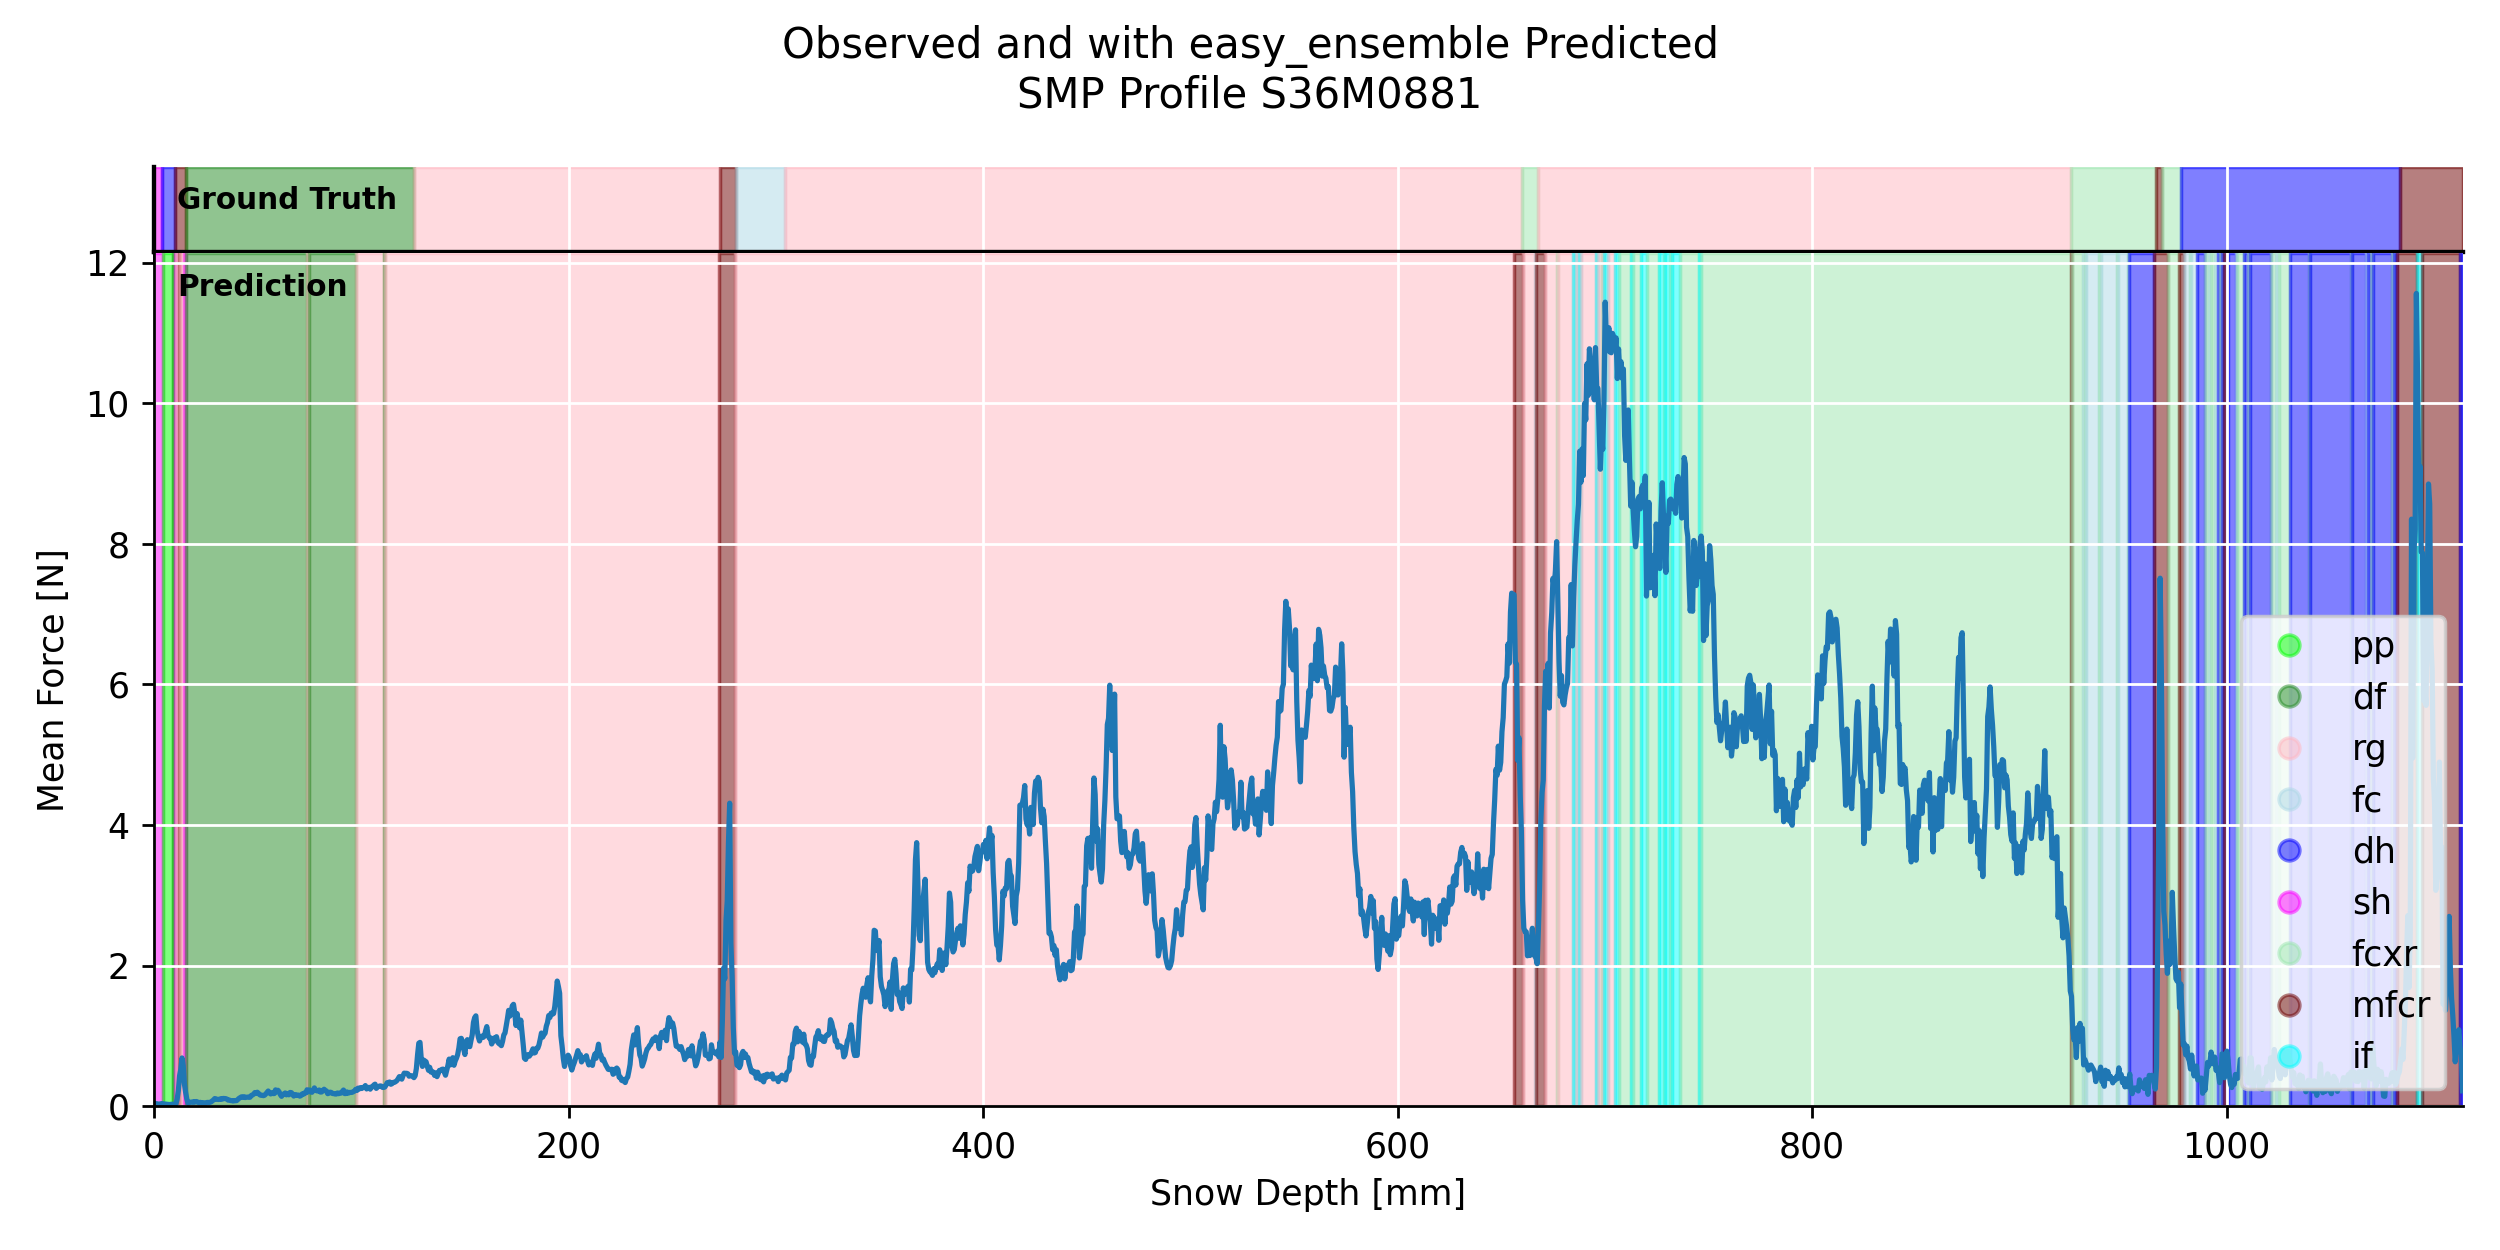 Observed and with easy_ensemble Predicted
SMP Profile S36M0881
Ground Truth
Prediction
12
10
8
6
4
2
0
Mean Force [N]
0 200 400 600 800 1000
Snow Depth [mm]
pp
df
rg
fc
dh
sh
fcxr
mfcr
if